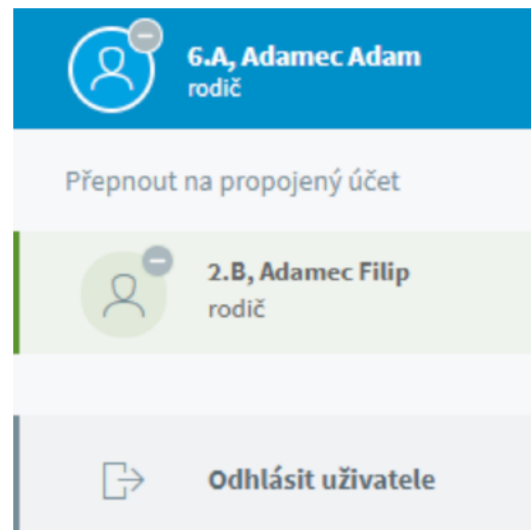 6.A, Adamec Adam
rodič
Přepnout na propojený účet
2.B, Adamec Filip
rodič
Odhlásit uživatele